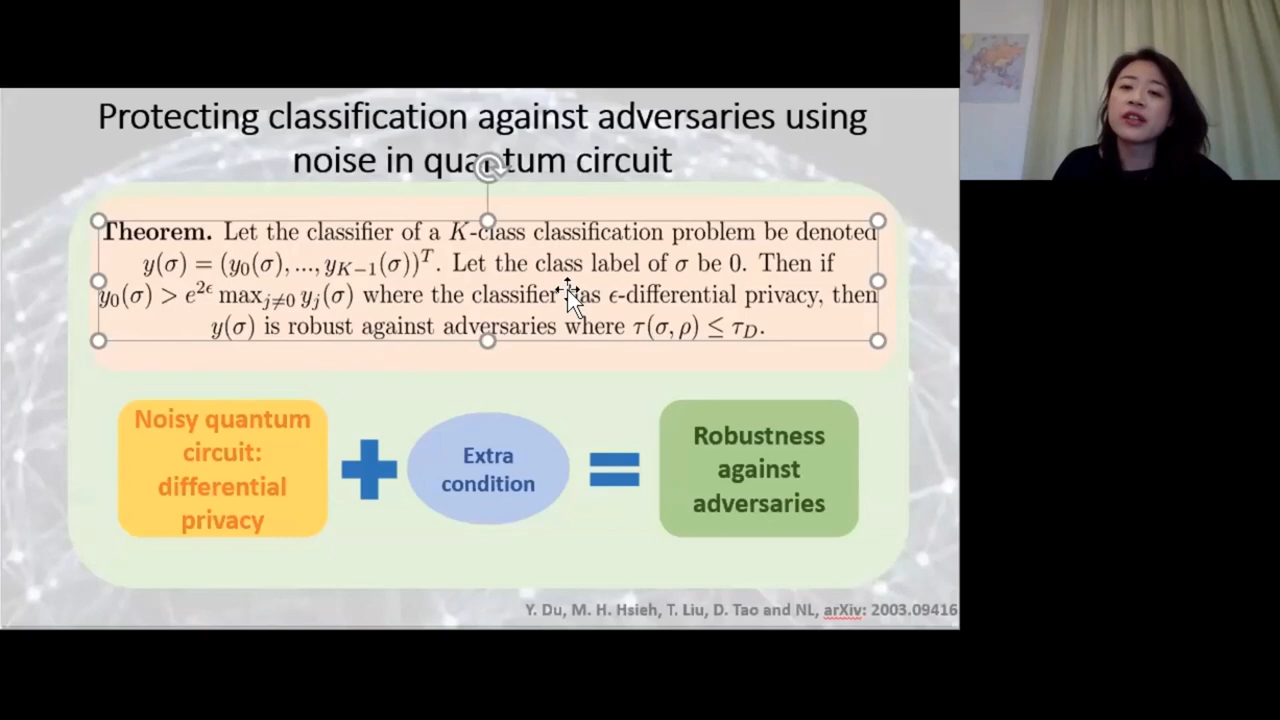 Protecting classification against adversaries using
noise in quantum circuit
Theorem. Let the classifier of a K-class classification problem be denoted
y(σ) = (y₀(σ), ..., y_{K−1}(σ))^T. Let the class label of σ be 0. Then if
y₀(σ) > e^{2ϵ} max_{j≠0} y_j(σ) where the classifier has ϵ-differential privacy, then
y(σ) is robust against adversaries where τ(σ, ρ) ≤ τ_D.
Noisy quantum
circuit:
differential
privacy
Extra
condition
Robustness
against
adversaries
Y. Du, M. H. Hsieh, T. Liu, D. Tao and NL, arXiv: 2003.09416